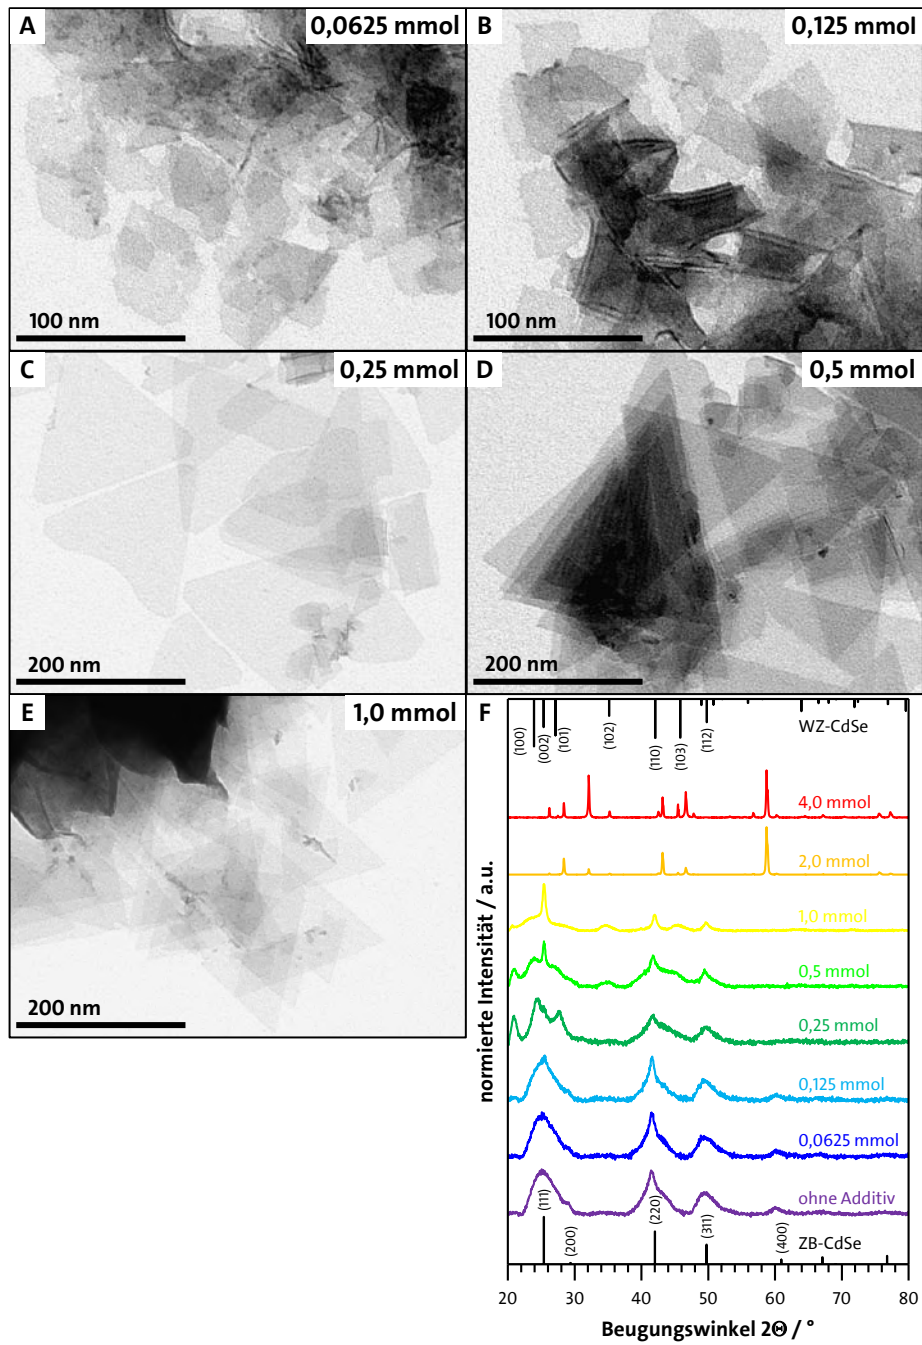 A 0,0625 mmol
100 nm
B 0,125 mmol
100 nm
C 0,25 mmol
200 nm
D 0,5 mmol
200 nm
E 1,0 mmol
200 nm
F
WZ-CdSe
(100)
(002)
(101)
(102)
(110)
(103)
(112)
4,0 mmol
2,0 mmol
1,0 mmol
0,5 mmol
0,25 mmol
0,125 mmol
0,0625 mmol
ohne Additiv
(111)
(200)
(220)
(311)
(400)
ZB-CdSe
normierte Intensität / a.u.
20 30 40 50 60 70 80
Beugungswinkel 2Θ / °